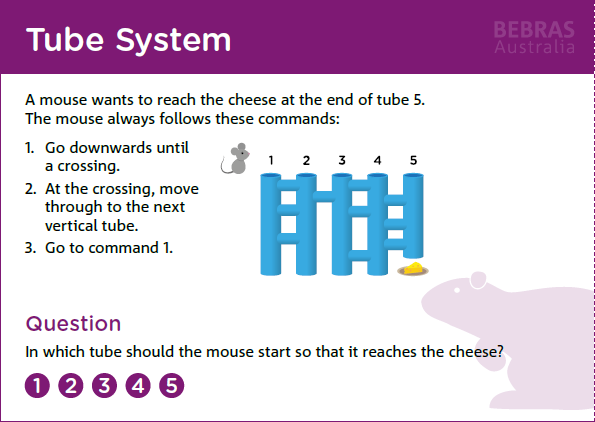 Tube System
BEBRAS
Australia
A mouse wants to reach the cheese at the end of tube 5.
The mouse always follows these commands:
1. Go downwards until
a crossing.
2. At the crossing, move
through to the next
vertical tube.
3. Go to command 1.
1 2 3 4 5
Question
In which tube should the mouse start so that it reaches the cheese?
1 2 3 4 5